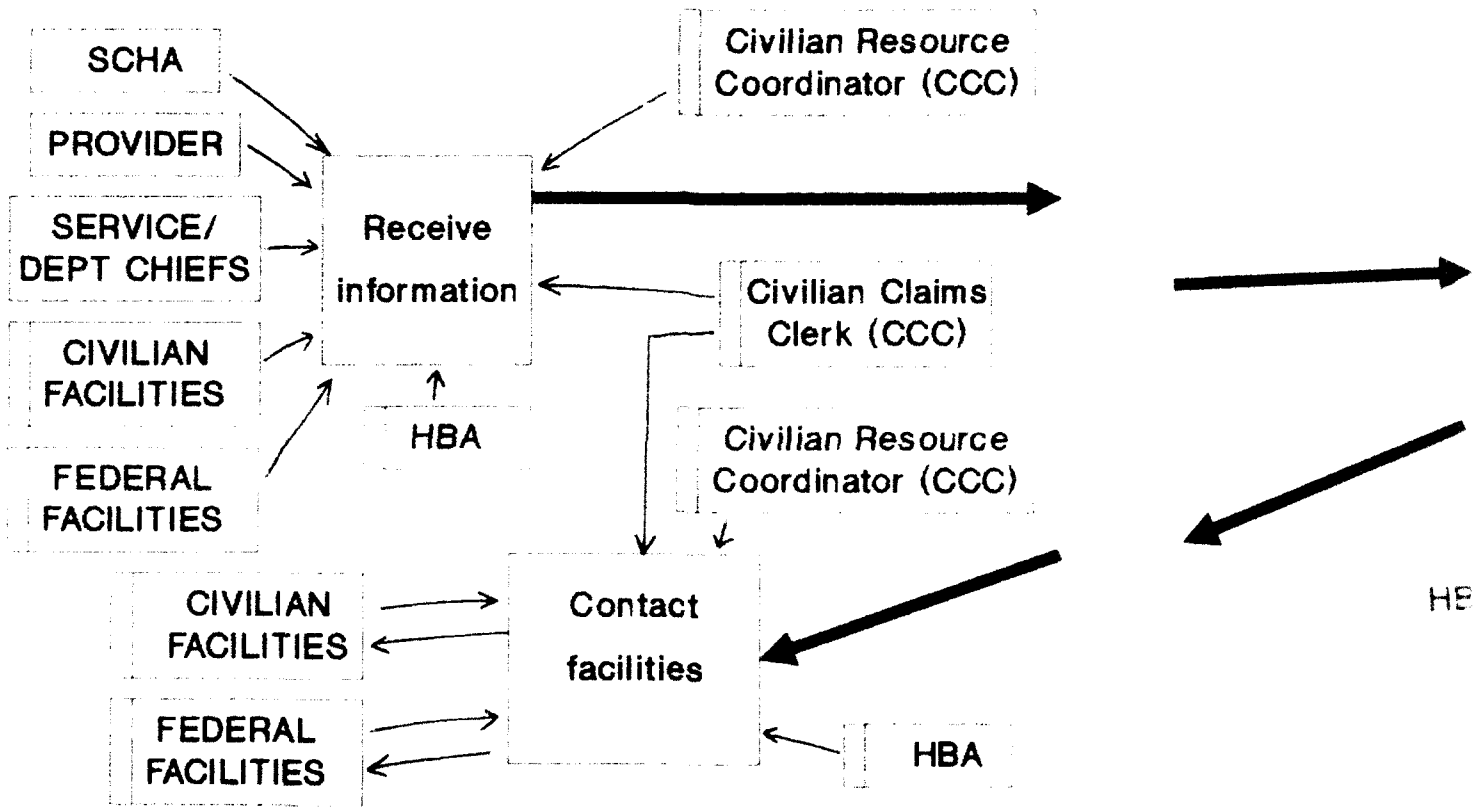 SCHA
PROVIDER
SERVICE/
DEPT CHIEFS
CIVILIAN
FACILITIES
FEDERAL
FACILITIES
Receive
information
HBA
Civilian Resource
Coordinator (CCC)
Civilian Claims
Clerk (CCC)
Civilian Resource
Coordinator (CCC)
CIVILIAN
FACILITIES
FEDERAL
FACILITIES
Contact
facilities
HBA